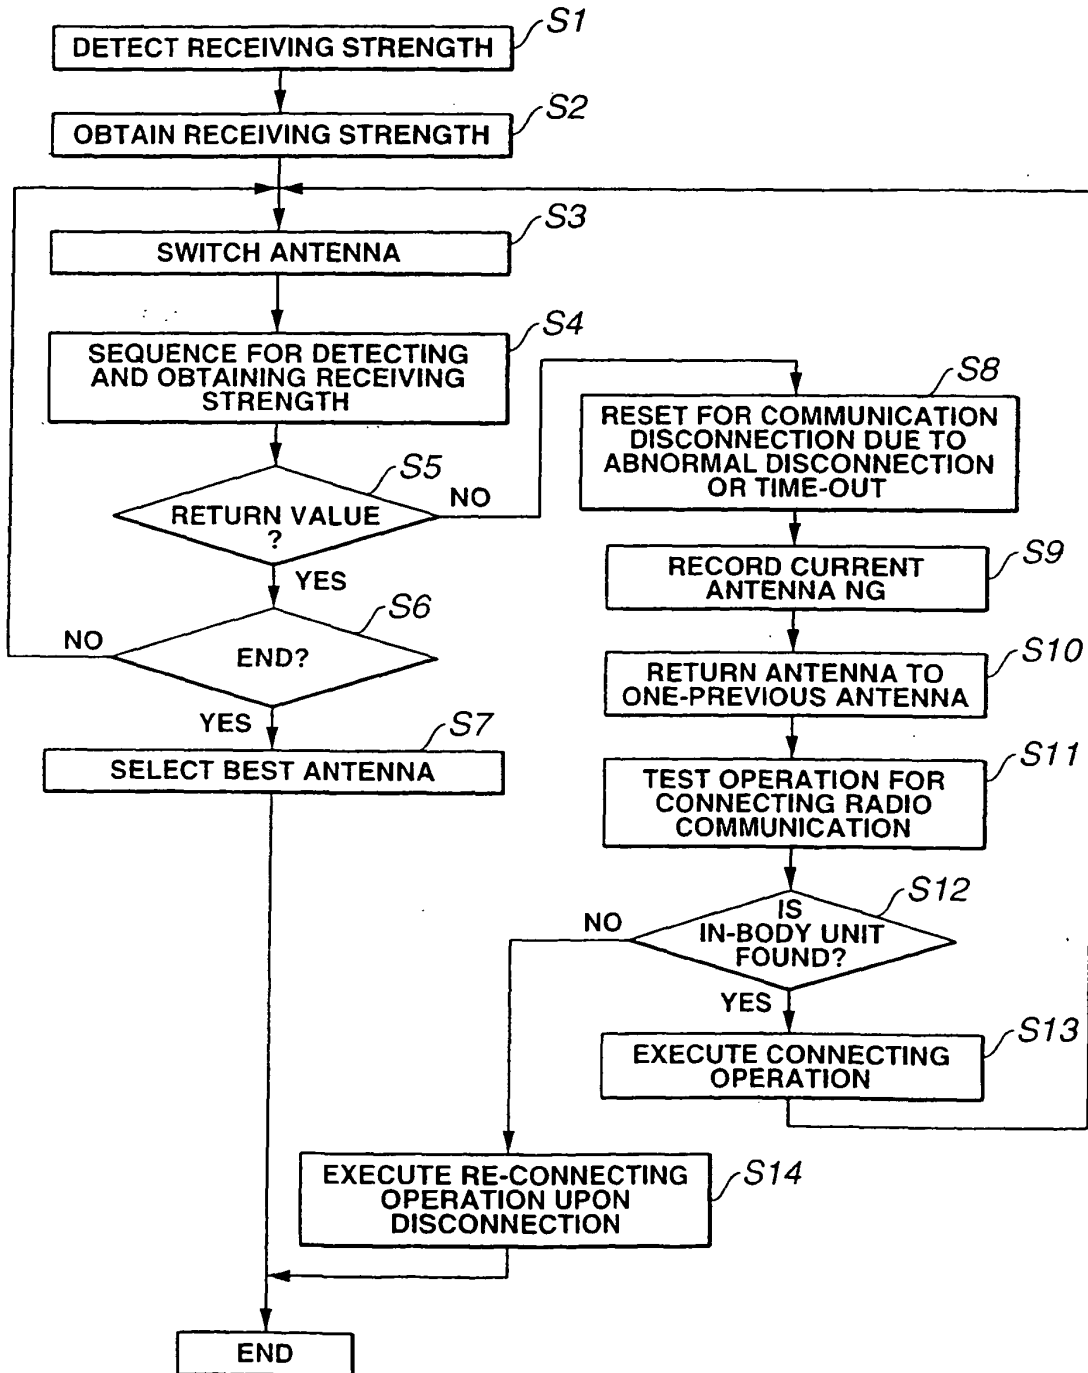 S1
DETECT RECEIVING STRENGTH
S2
OBTAIN RECEIVING STRENGTH
S3
SWITCH ANTENNA
S4
SEQUENCE FOR DETECTING
AND OBTAINING RECEIVING
STRENGTH
S5
RETURN VALUE
?
NO
YES
S6
END?
NO
YES
S7
SELECT BEST ANTENNA
S8
RESET FOR COMMUNICATION
DISCONNECTION DUE TO
ABNORMAL DISCONNECTION
OR TIME-OUT
S9
RECORD CURRENT
ANTENNA NG
S10
RETURN ANTENNA TO
ONE-PREVIOUS ANTENNA
S11
TEST OPERATION FOR
CONNECTING RADIO
COMMUNICATION
S12
IS
IN-BODY UNIT
FOUND?
NO
YES
S13
EXECUTE CONNECTING
OPERATION
S14
EXECUTE RE-CONNECTING
OPERATION UPON
DISCONNECTION
END